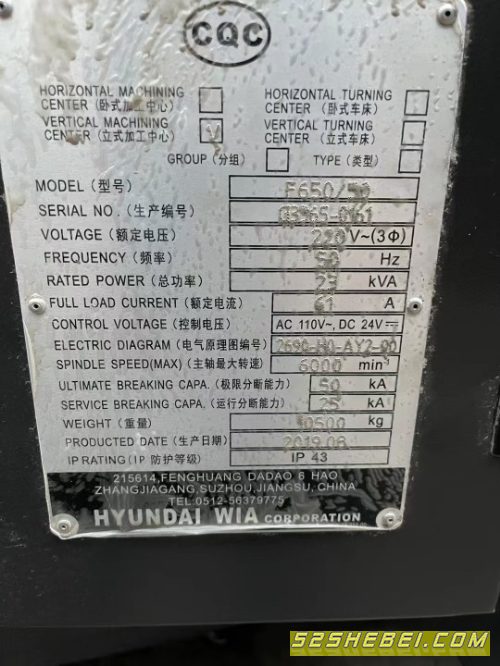 CQC
HORIZONTAL MACHINING CENTER (卧式加工中心)
HORIZONTAL TURNING CENTER (卧式车床)
VERTICAL MACHINING CENTER (立式加工中心) V
VERTICAL TURNING CENTER (立式车床)
GROUP (分组) TYPE (类型)
MODEL (型号) F650/50
SERIAL NO. (生产编号)
VOLTAGE (额定电压) 220 V~(3Φ)
FREQUENCY (频率) 50 Hz
RATED POWER (总功率) 23 kVA
FULL LOAD CURRENT (额定电流) 61 A
CONTROL VOLTAGE (控制电压) AC 110V~, DC 24V
ELECTRIC DIAGRAM (电气原理图编号) 2690-H0-AY2-00
SPINDLE SPEED(MAX) (主轴最大转速) 6000 min⁻¹
ULTIMATE BREAKING CAPA. (极限分断能力) 50 kA
SERVICE BREAKING CAPA. (运行分断能力) 25 kA
WEIGHT (重量) 10500 kg
PRODUCTED DATE (生产日期) 2019.08
IP RATING (IP 防护等级) IP 43
215614,FENGHUANG DADAO 6 HAO
ZHANGJIAGANG,SUZHOU,JIANGSU, CHINA
TEL:0512-56379775
HYUNDAI WIA CORPORATION
52SHEBEI.COM